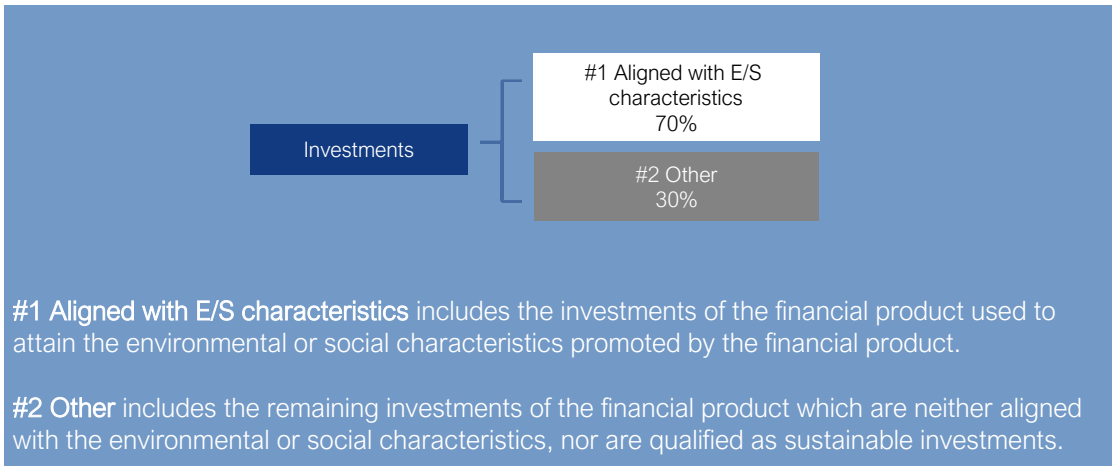 #1 Aligned with E/S
characteristics
70%
Investments
#2 Other
30%
#1 Aligned with E/S characteristics includes the investments of the financial product used to
attain the environmental or social characteristics promoted by the financial product.
#2 Other includes the remaining investments of the financial product which are neither aligned
with the environmental or social characteristics, nor are qualified as sustainable investments.